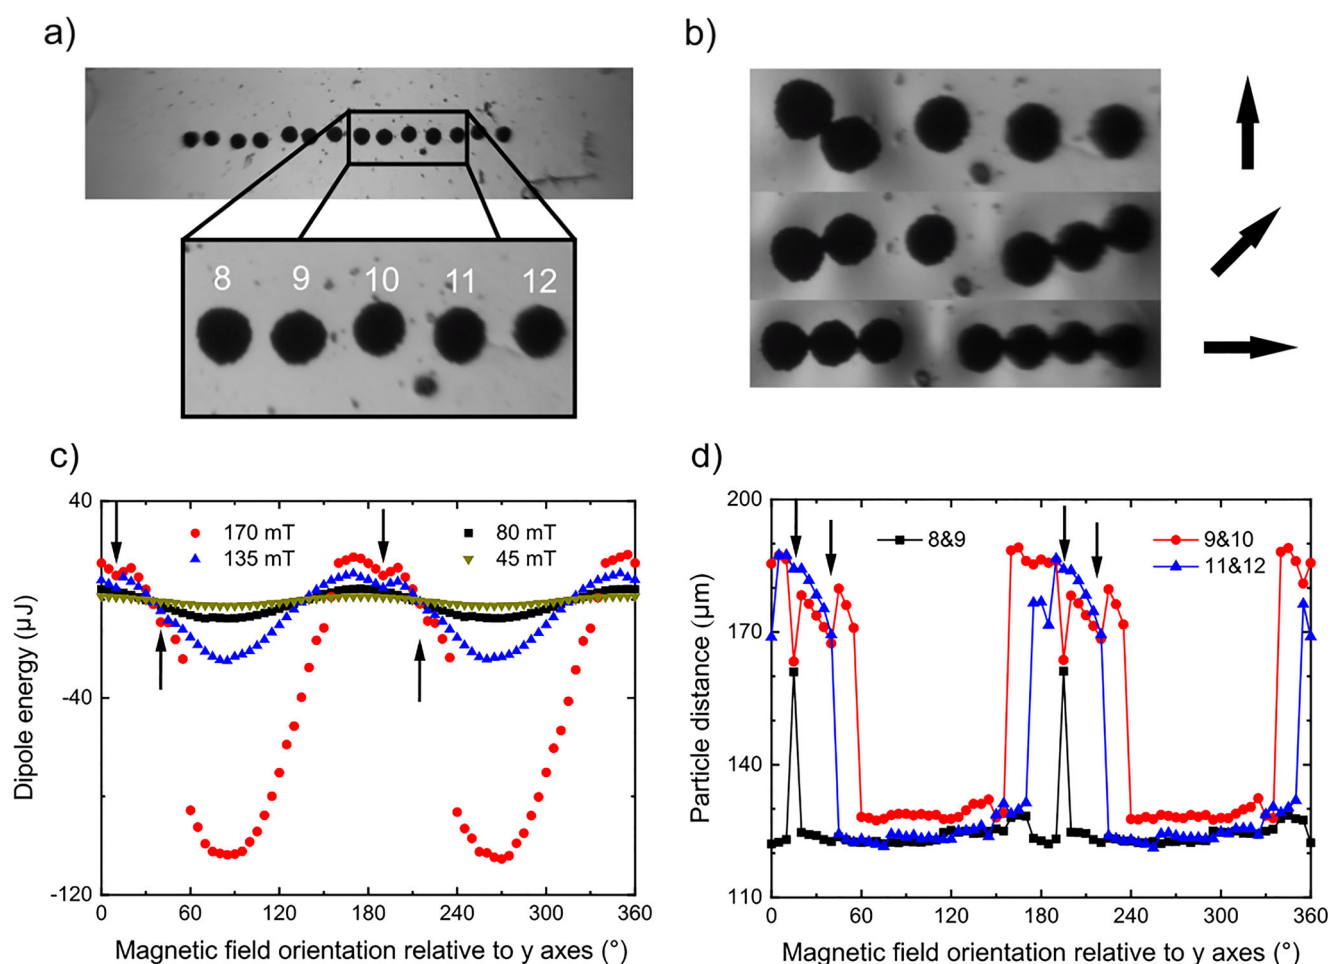 a)
8 9 10 11 12
b)
c)
40
170 mT 80 mT
135 mT 45 mT
-40
-120
Dipole energy (µJ)
0 60 120 180 240 300 360
Magnetic field orientation relative to y axes (°)
d)
200
8&9 9&10
11&12
170
140
110
Particle distance (µm)
0 60 120 180 240 300 360
Magnetic field orientation relative to y axes (°)